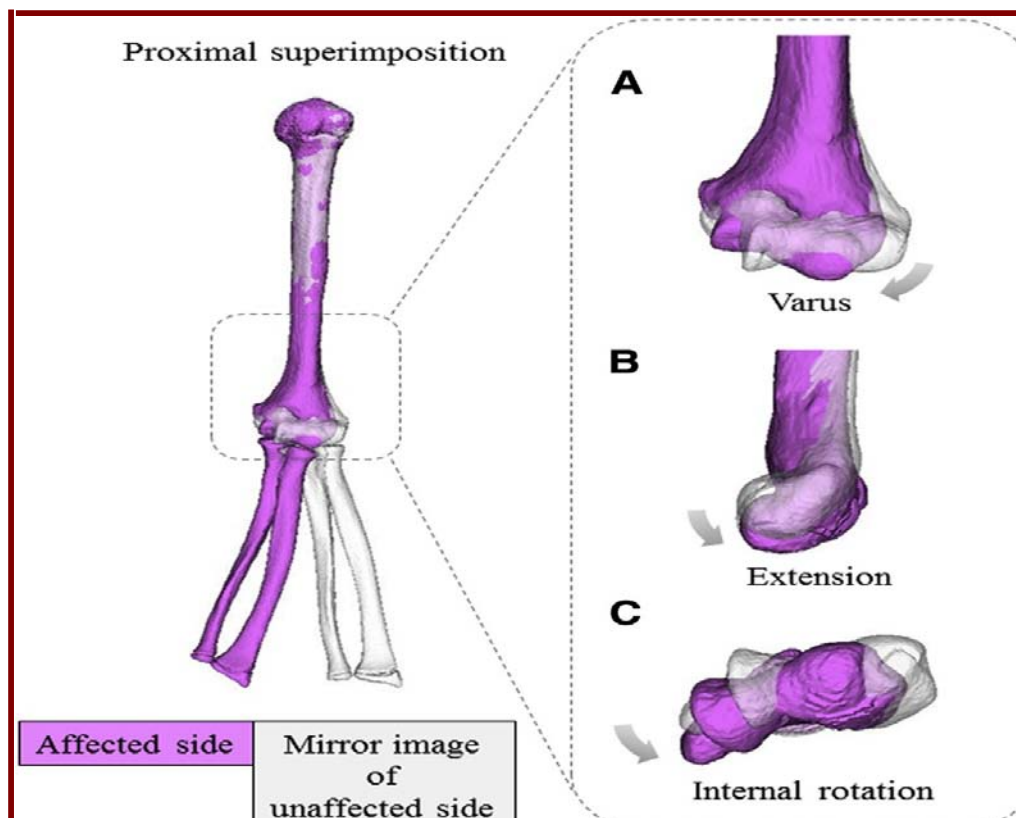 Proximal superimposition
A
Varus
B
Extension
C
Internal rotation
Affected side
Mirror image
of
unaffected side